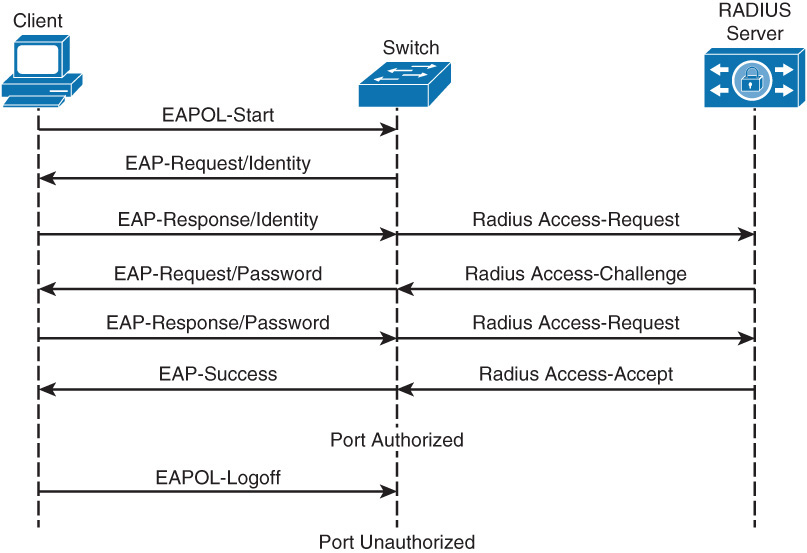 Client
Switch
RADIUS
Server
EAPOL-Start
EAP-Request/Identity
EAP-Response/Identity
Radius Access-Request
EAP-Request/Password
Radius Access-Challenge
EAP-Response/Password
Radius Access-Request
EAP-Success
Radius Access-Accept
Port Authorized
EAPOL-Logoff
Port Unauthorized